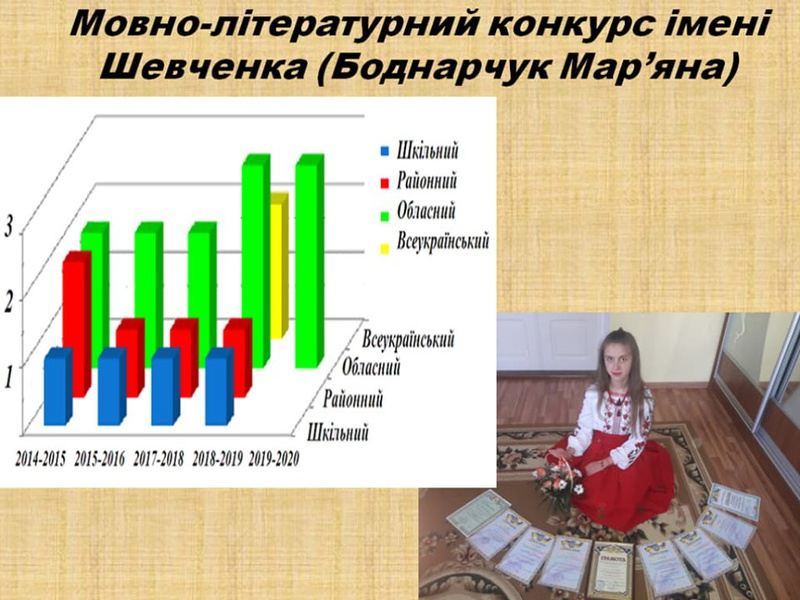 Мовно-літературний конкурс імені
Шевченка (Боднарчук Мар’яна)
Шкільний
Районний
Обласний
Всеукраїнський
3
2
1
Всеукраїнський
Обласний
Районний
Шкільний
2014-2015 2015-2016 2017-2018 2018-2019 2019-2020
ГРАМОТА